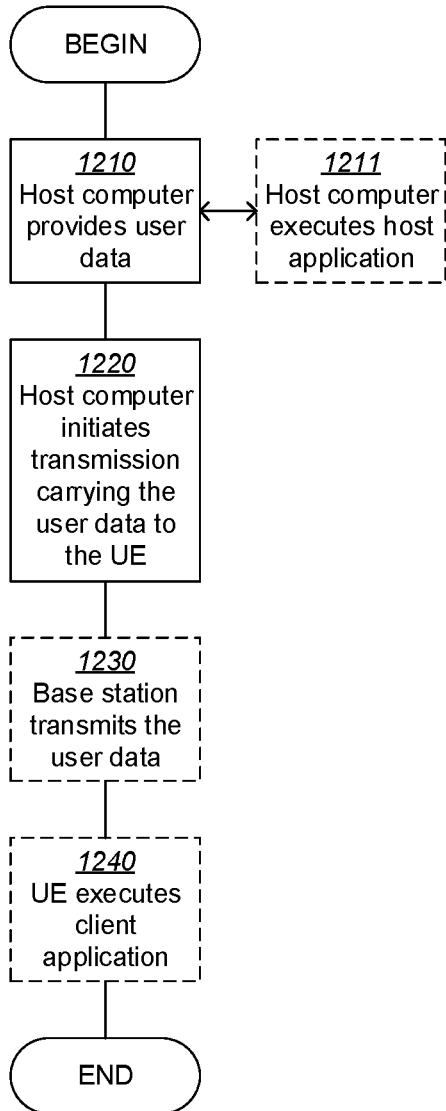 BEGIN
1210
Host computer
provides user
data
1211
Host computer
executes host
application
1220
Host computer
initiates
transmission
carrying the
user data to
the UE
1230
Base station
transmits the
user data
1240
UE executes
client
application
END